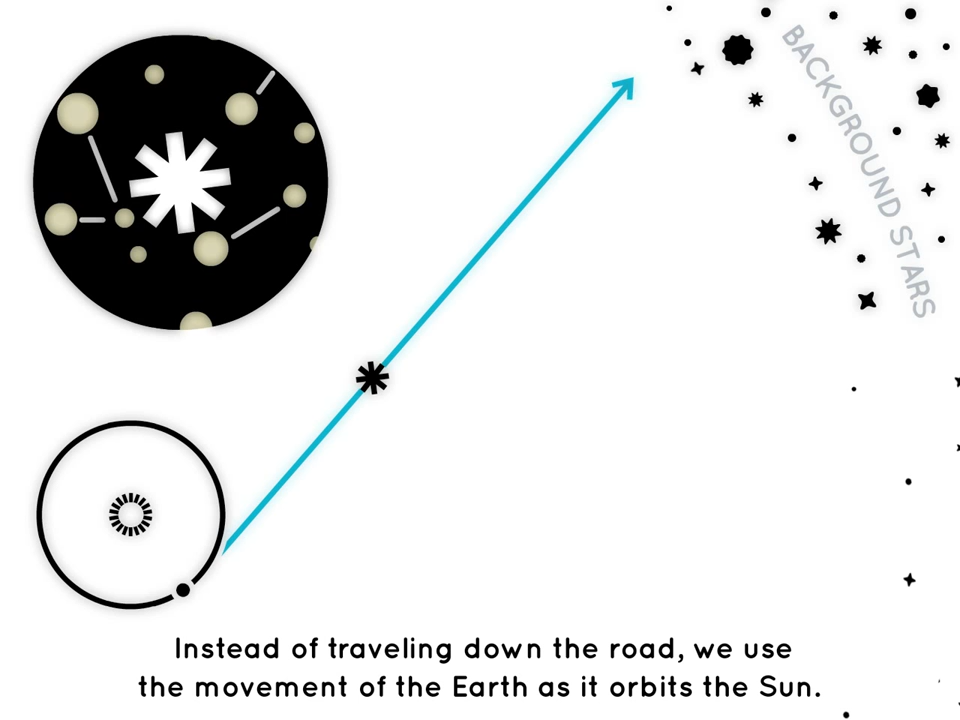 BACKGROUND STARS
Instead of traveling down the road, we use
the movement of the Earth as it orbits the Sun.